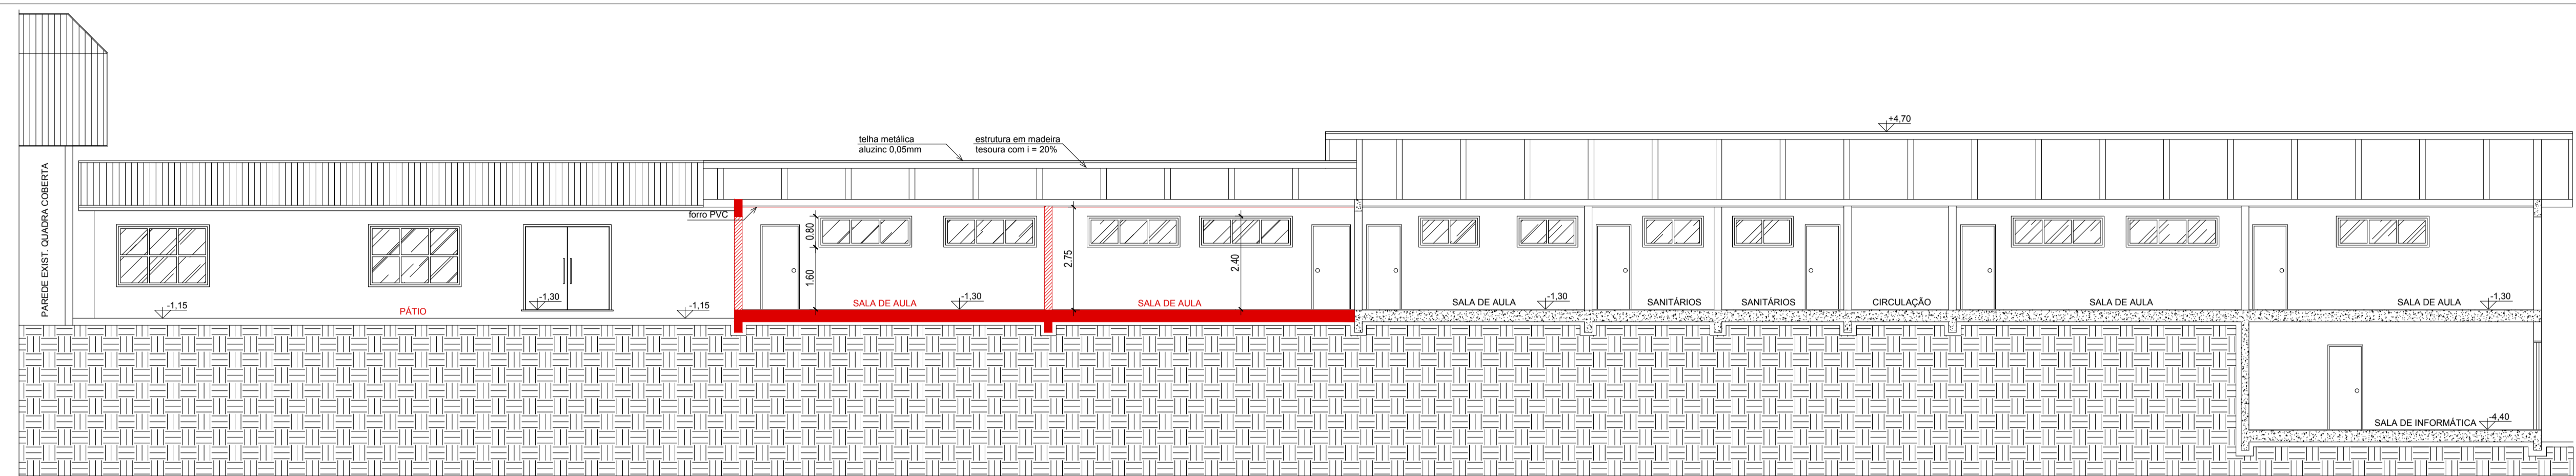 +4,70
telha metálica
aluzinc 0,05mm
estrutura em madeira
tesoura com i = 20%
PAREDE EXIST. QUADRA COBERTA
forro PVC
0.80
1.60
2.75
2.40
-1,15
PÁTIO
-1,30
-1,15
SALA DE AULA
-1,30
SALA DE AULA
SALA DE AULA
-1,30
SANITÁRIOS
SANITÁRIOS
CIRCULAÇÃO
SALA DE AULA
SALA DE AULA
-1,30
SALA DE INFORMÁTICA
-4,40